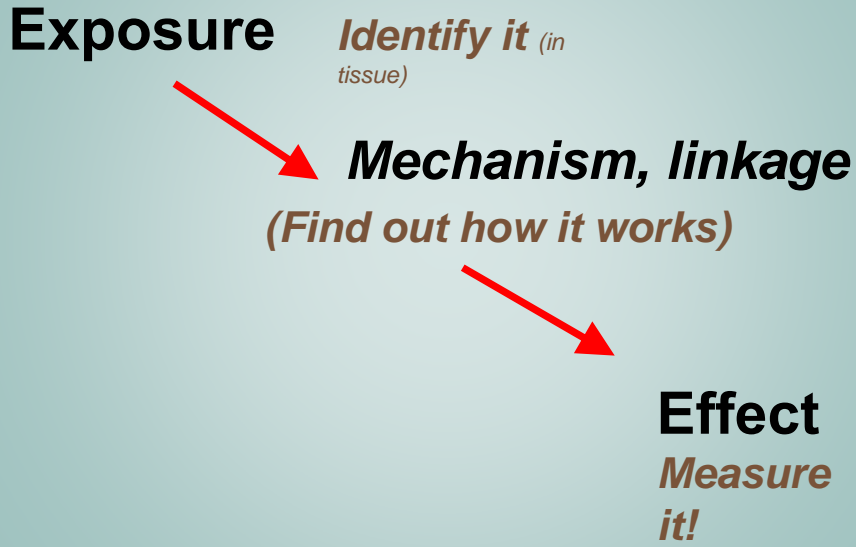 Exposure Identify it (in
tissue)
Mechanism, linkage
(Find out how it works)
Effect
Measure
it!